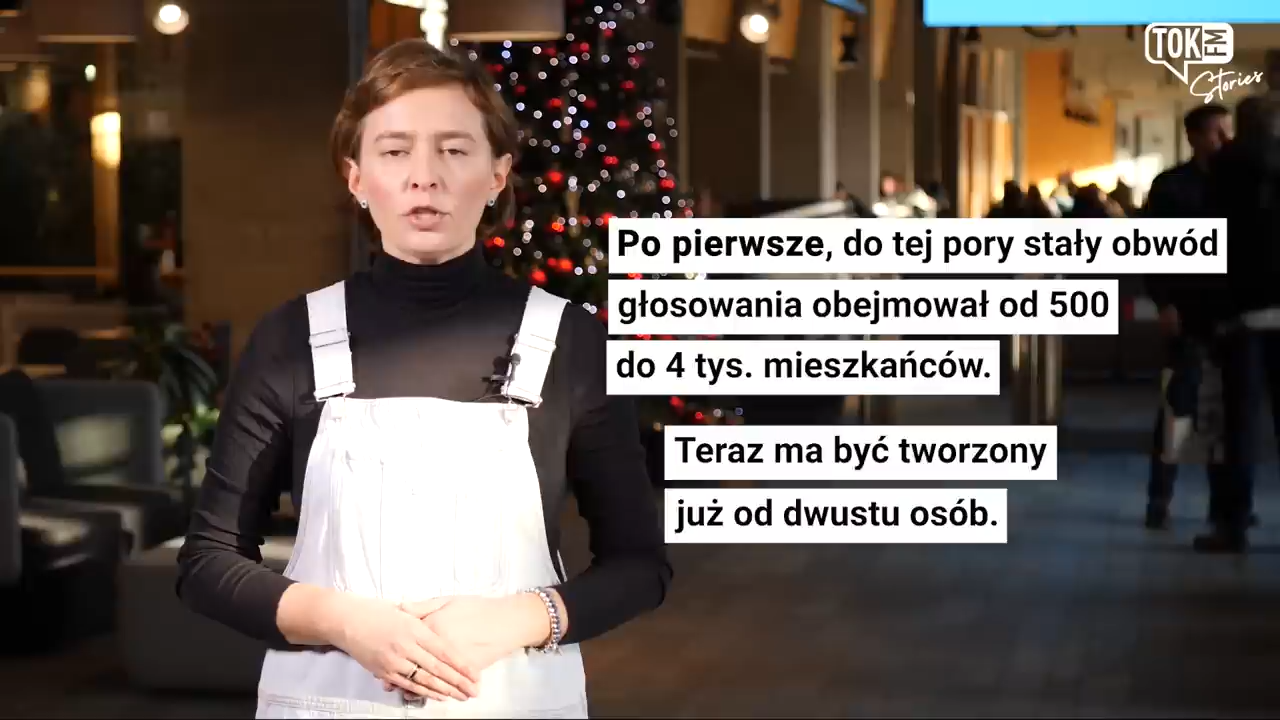 TOK FM
Stories
Po pierwsze, do tej pory stały obwód
głosowania obejmował od 500
do 4 tys. mieszkańców.
Teraz ma być tworzony
już od dwustu osób.